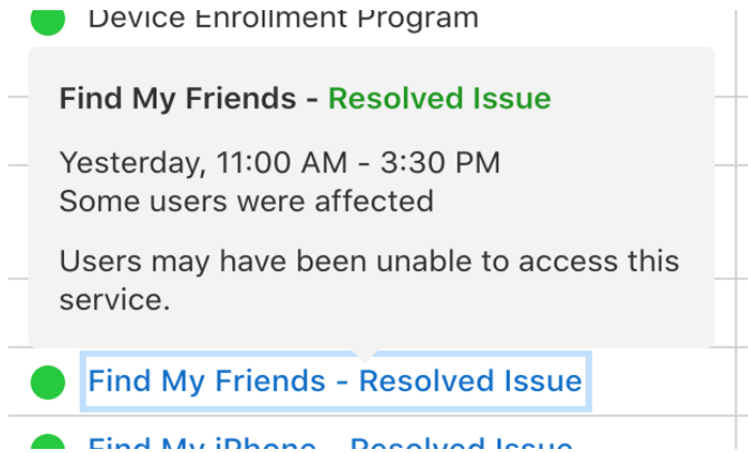 Device Enrollment Program
Find My Friends - Resolved Issue
Yesterday, 11:00 AM - 3:30 PM
Some users were affected
Users may have been unable to access this
service.
Find My Friends - Resolved Issue
Find My iPhone - Resolved Issue